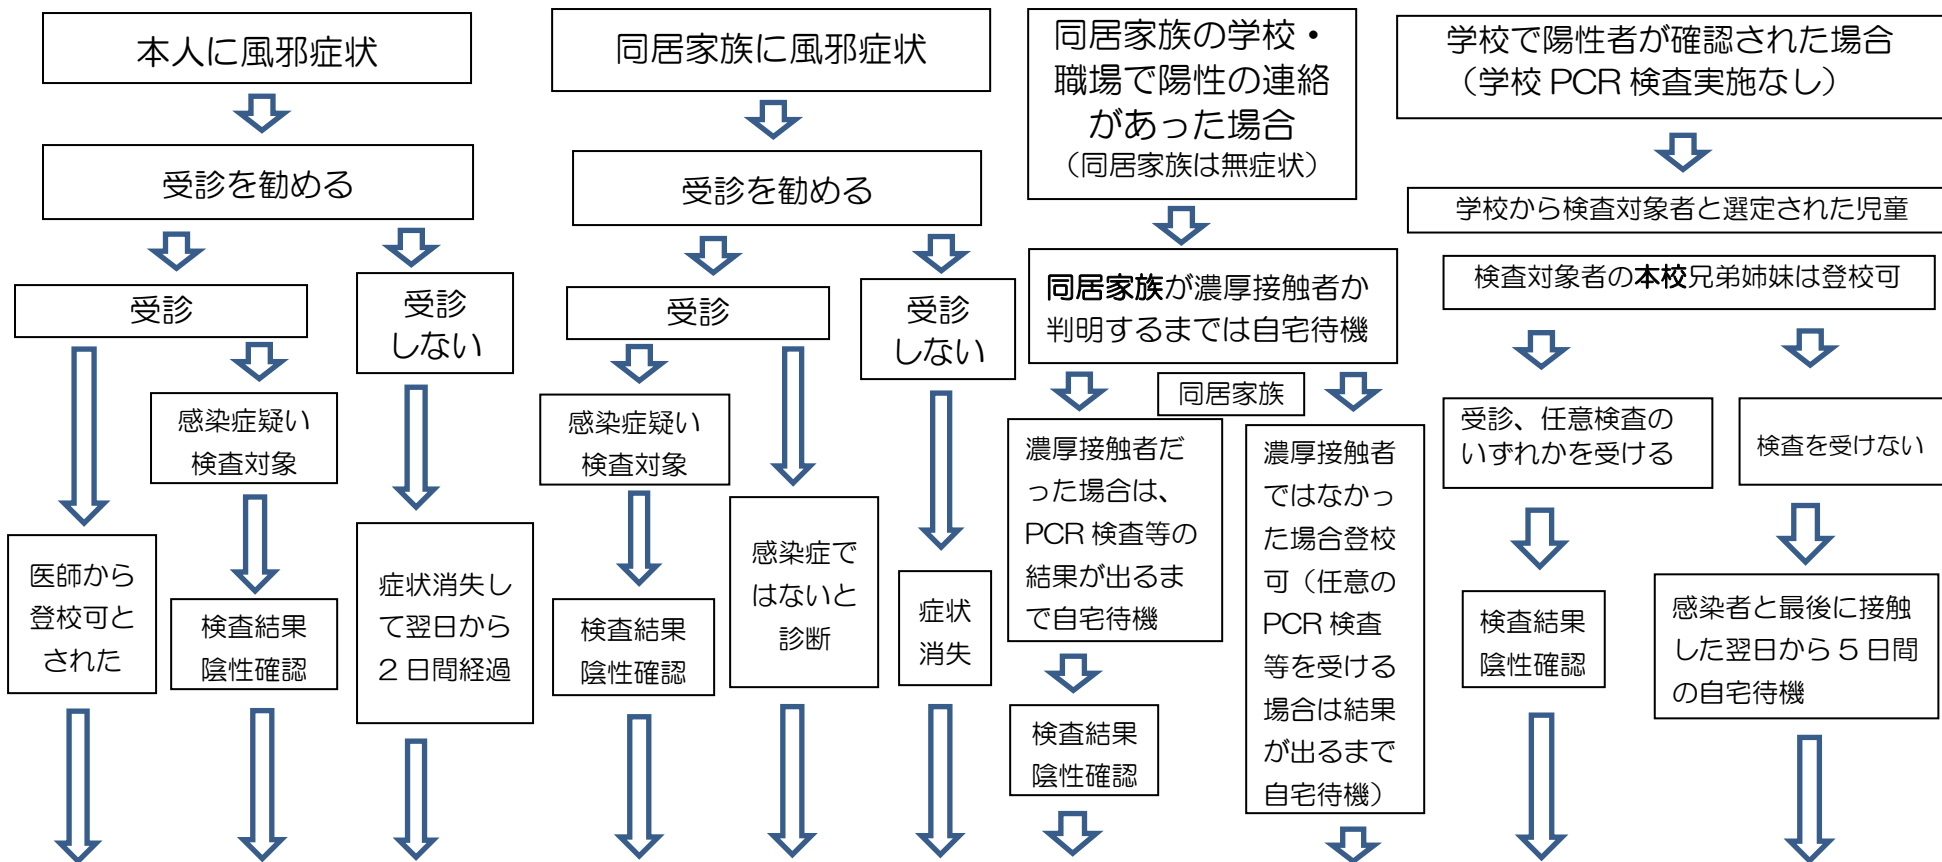 本人に風邪症状
受診を勧める
受診
受診
しない
感染症疑い
検査対象
医師から
登校可と
された
検査結果
陰性確認
症状消失し
て翌日から
２日間経過
同居家族に風邪症状
受診を勧める
受診
受診
しない
感染症疑い
検査対象
検査結果
陰性確認
感染症で
はないと
診断
症状
消失
同居家族の学校・
職場で陽性の連絡
があった場合
（同居家族は無症状）
同居家族が濃厚接触者か
判明するまでは自宅待機
同居家族
濃厚接触者だ
った場合は、
PCR 検査等の
結果が出るま
で自宅待機
検査結果
陰性確認
濃厚接触者
ではなかっ
た場合登校
可（任意の
PCR 検査
等を受ける
場合は結果
が出るまで
自宅待機）
学校で陽性者が確認された場合
（学校 PCR 検査実施なし）
学校から検査対象者と選定された児童
検査対象者の本校兄弟姉妹は登校可
受診、任意検査の
いずれかを受ける
検査を受けない
検査結果
陰性確認
感染者と最後に接触
した翌日から５日間
の自宅待機